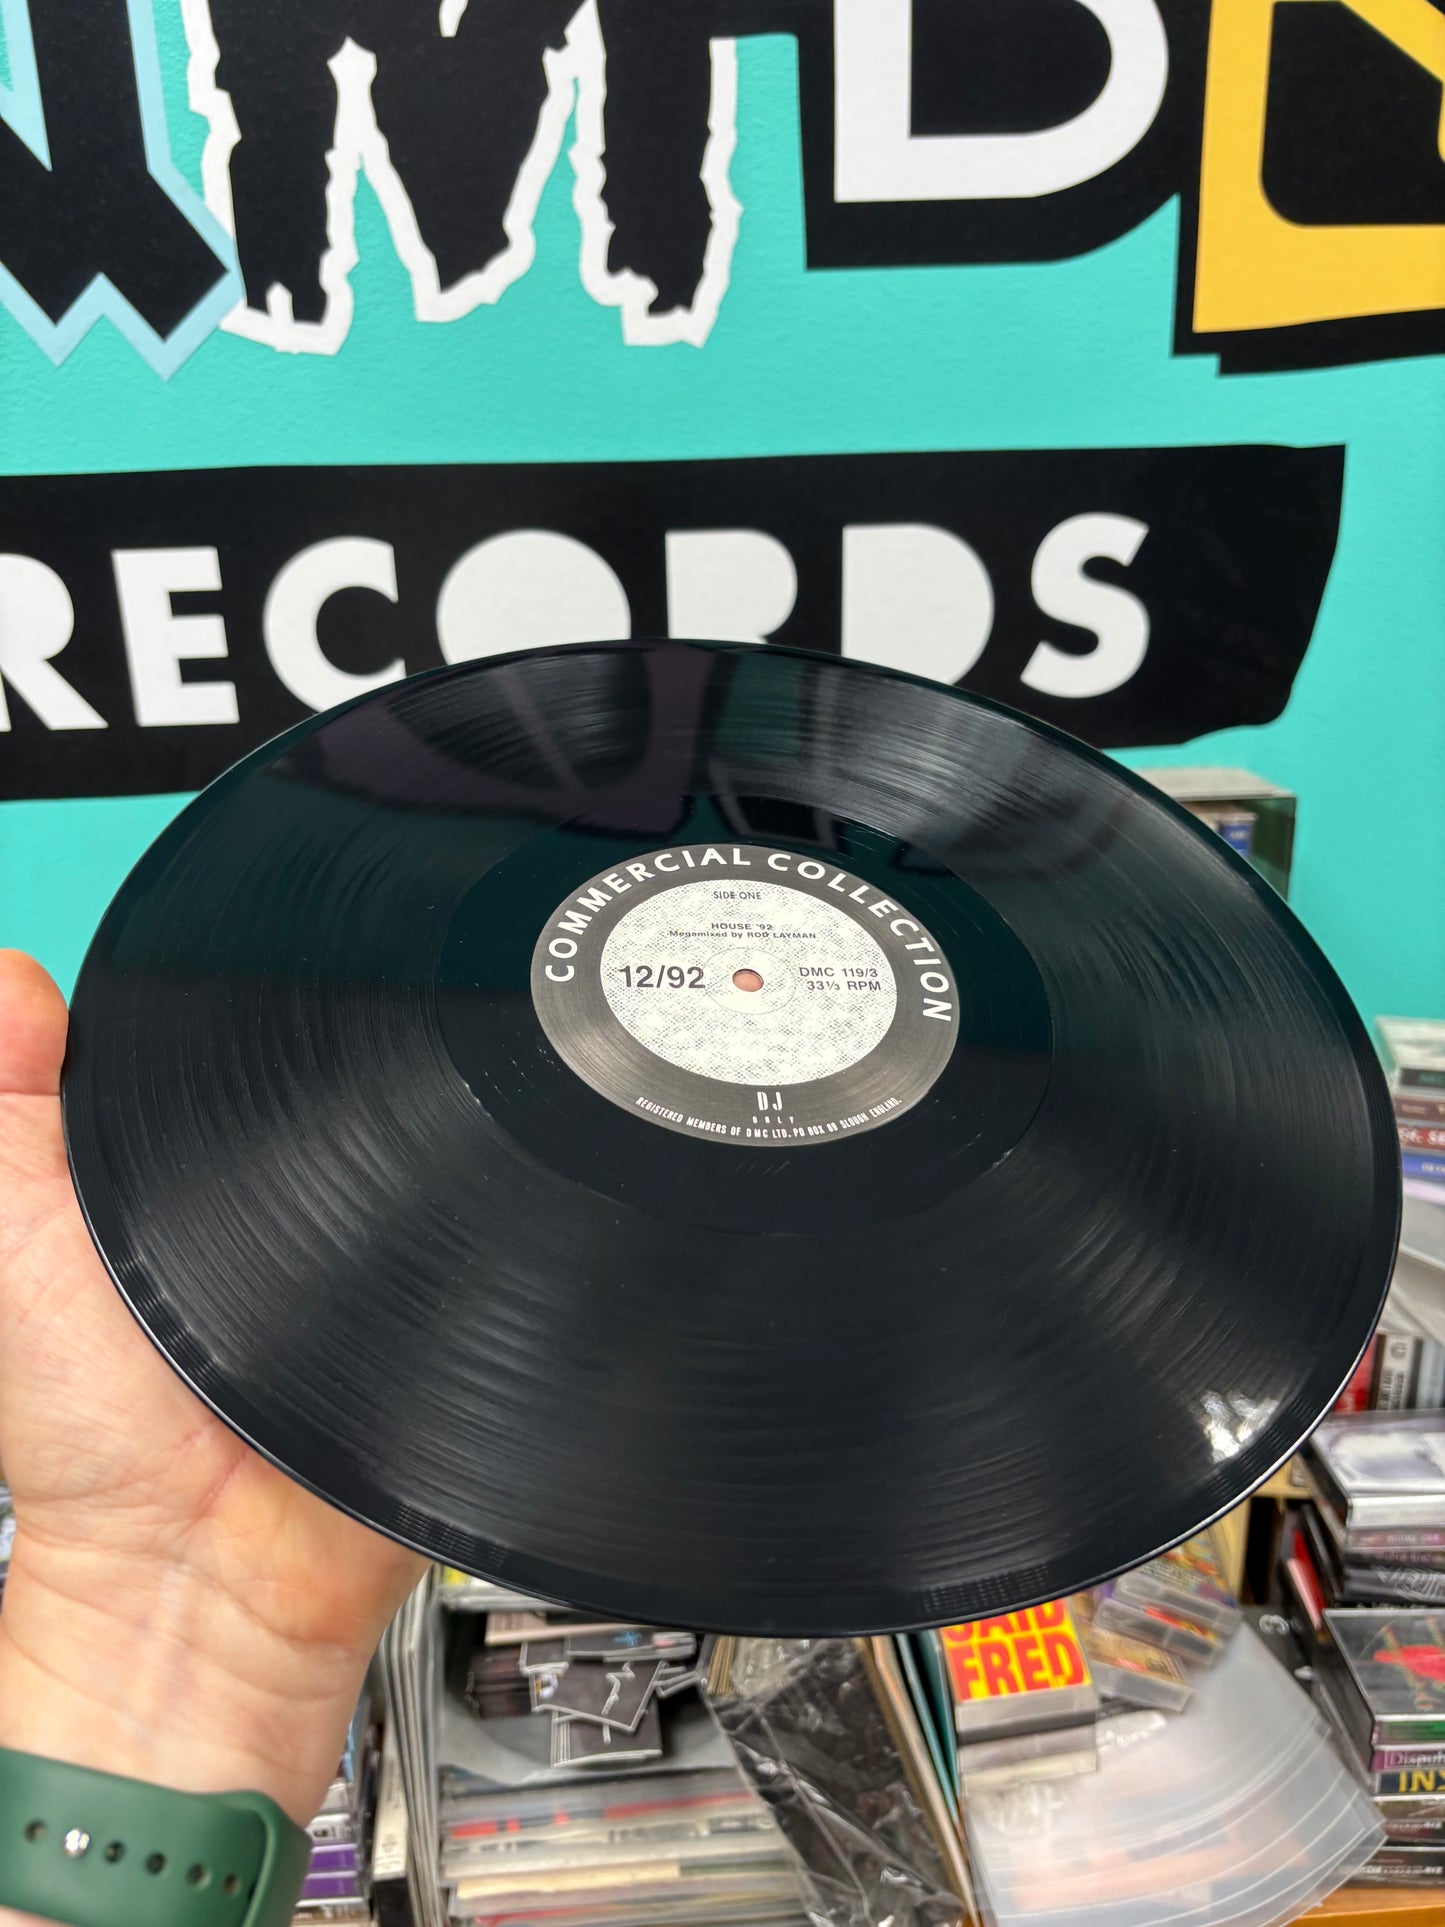 RECORDS
COMMERCIAL COLLECTION
SIDE ONE
HOUSE '92
Megamixed by ROD LAYMAN
12/92
DMC 119/3
33⅓ RPM
DJ
ONLY
REGISTERED MEMBERS OF DMC LTD. PO BOX 89 SLOUGH ENGLAND.
SAID
FRED